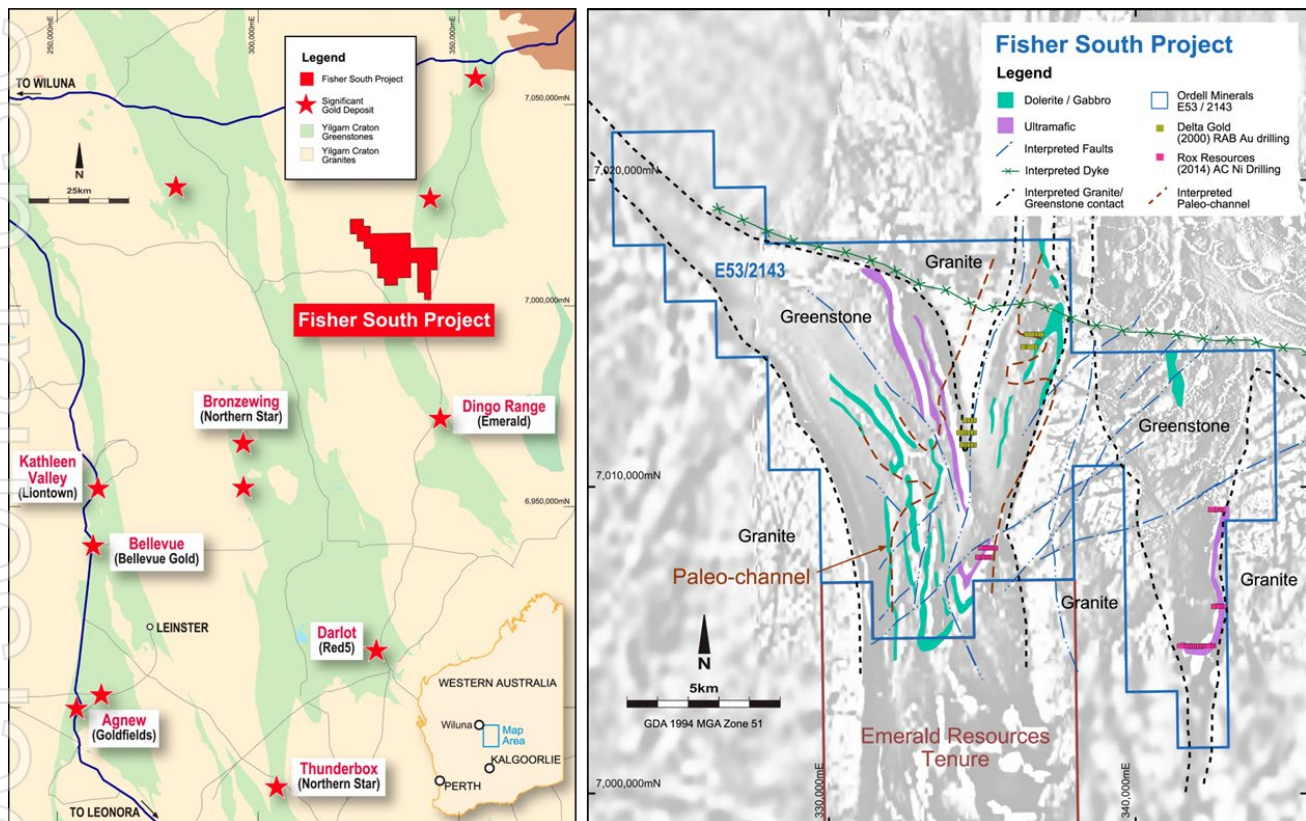 250,000mE
300,000mE
350,000mE
Legend
Fisher South Project
Significant
Gold Deposit
Yilgarn Craton
Greenstones
Yilgarn Craton
Granites
TO WILUNA
7,050,000mN
N
25km
Fisher South Project
7,000,000mN
Bronzewing
(Northern Star)
Dingo Range
(Emerald)
Kathleen
Valley
(Liontown)
6,950,000mN
Bellevue
(Bellevue Gold)
LEINSTER
Darlot
(Red5)
Agnew
(Goldfields)
Thunderbox
(Northern Star)
TO LEONORA
WESTERN AUSTRALIA
Wiluna
Map
Area
KALGOORLIE
PERTH
Fisher South Project
Legend
Dolerite / Gabbro
Ultramafic
Interpreted Faults
Interpreted Dyke
Interpreted Granite/
Greenstone contact
Ordell Minerals
E53 / 2143
Delta Gold
(2000) RAB Au drilling
Rox Resources
(2014) AC Ni Drilling
Interpreted
Paleo-channel
7,020,000mN
E53/2143
Granite
Greenstone
Greenstone
7,010,000mN
Granite
Paleo-channel
Granite
Granite
N
5km
GDA 1994 MGA Zone 51
Emerald Resources
Tenure
7,000,000mN
330,000mE
340,000mE